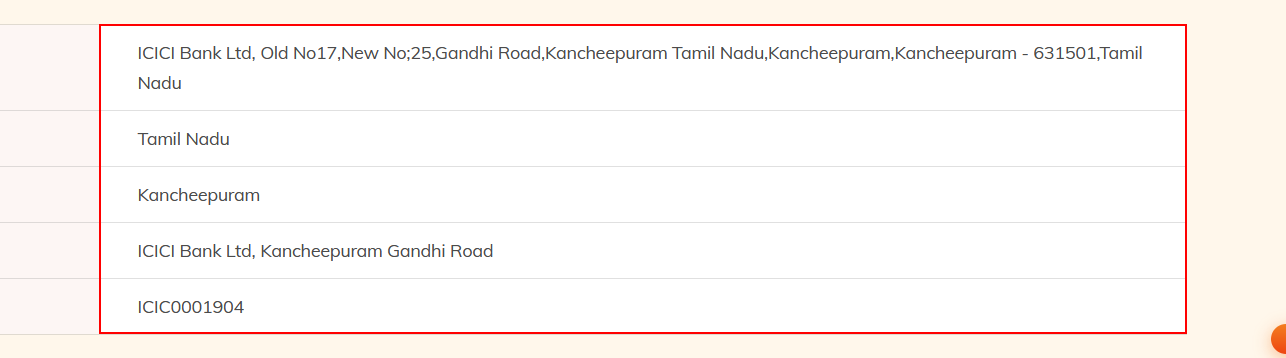 ICICI Bank Ltd, Old No17,New No;25,Gandhi Road,Kancheepuram Tamil Nadu,Kancheepuram,Kancheepuram - 631501,Tamil
Nadu
Tamil Nadu
Kancheepuram
ICICI Bank Ltd, Kancheepuram Gandhi Road
ICIC0001904